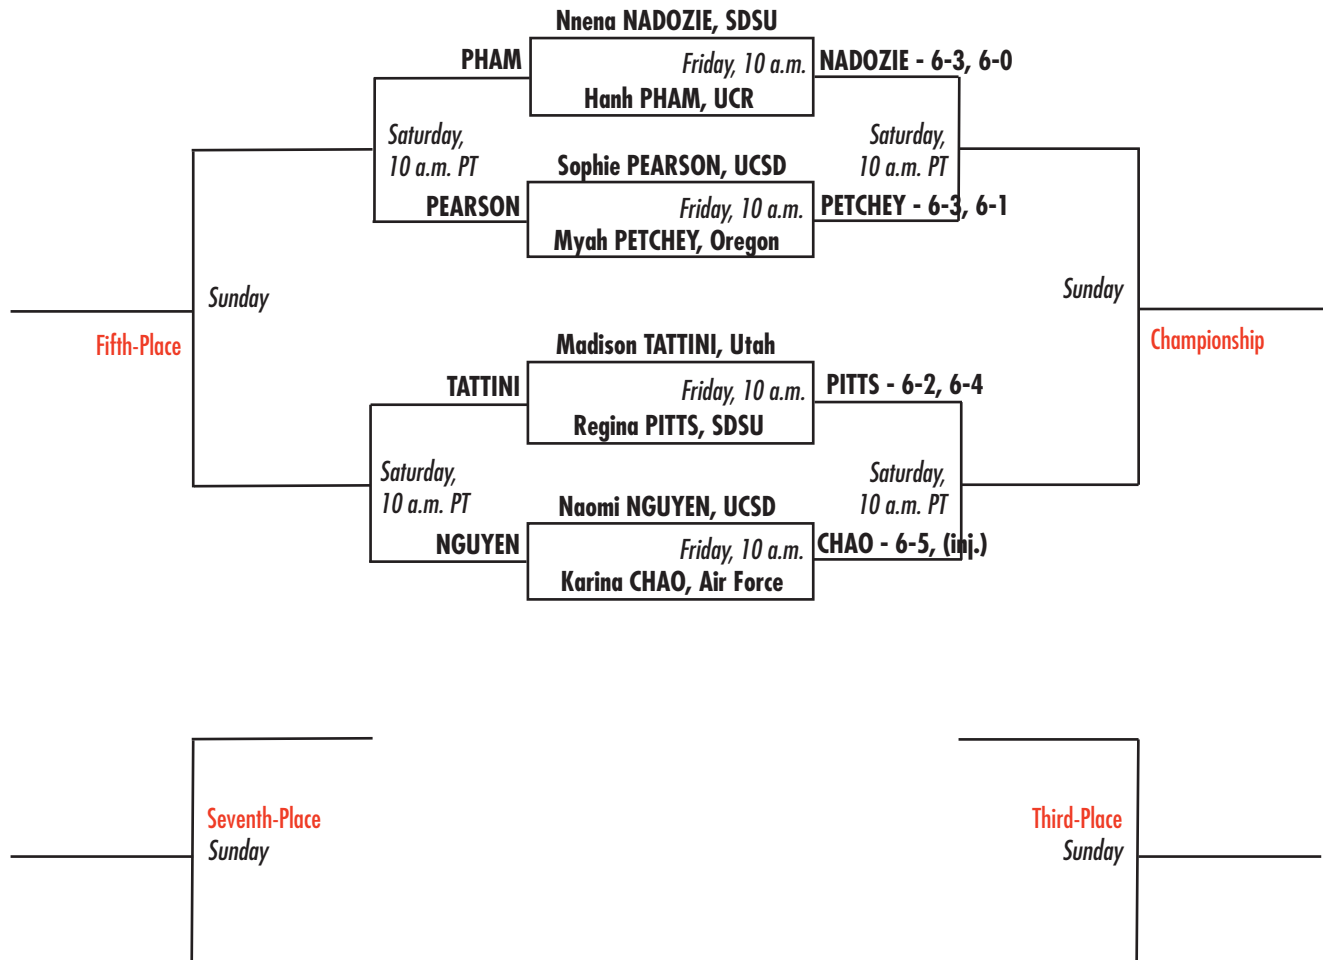 Nnena NADOZIE, SDSU
PHAM
Friday, 10 a.m.
NADOZIE - 6-3, 6-0
Hanh PHAM, UCR
Saturday,
10 a.m. PT
Saturday,
10 a.m. PT
Sophie PEARSON, UCSD
PEARSON
Friday, 10 a.m.
PETCHEY - 6-3, 6-1
Myah PETCHEY, Oregon
Sunday
Sunday
Fifth-Place
Championship
Madison TATTINI, Utah
TATTINI
Friday, 10 a.m.
PITTS - 6-2, 6-4
Regina PITTS, SDSU
Saturday,
10 a.m. PT
Saturday,
10 a.m. PT
Naomi NGUYEN, UCSD
NGUYEN
Friday, 10 a.m.
CHAO - 6-5, (inj.)
Karina CHAO, Air Force
Seventh-Place
Sunday
Third-Place
Sunday